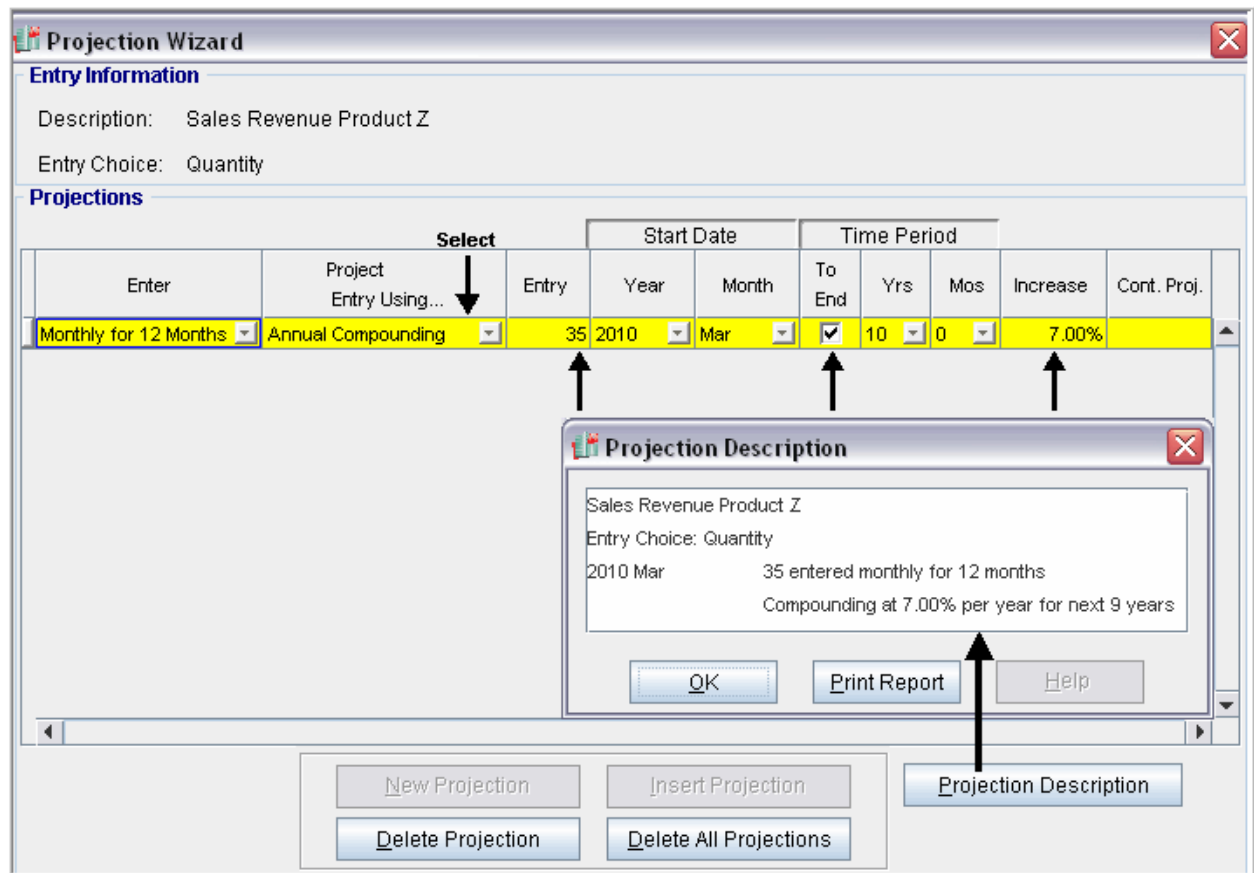 Projection Wizard
Entry Information
Description: Sales Revenue Product Z
Entry Choice: Quantity
Projections
Select Start Date Time Period
Enter Project Entry Using... Entry Year Month To End Yrs Mos Increase Cont. Proj.
Monthly for 12 Months Annual Compounding 35 2010 Mar 10 0 7.00%
Projection Description
Sales Revenue Product Z
Entry Choice: Quantity
2010 Mar 35 entered monthly for 12 months
Compounding at 7.00% per year for next 9 years
OK Print Report Help
New Projection Insert Projection Projection Description
Delete Projection Delete All Projections